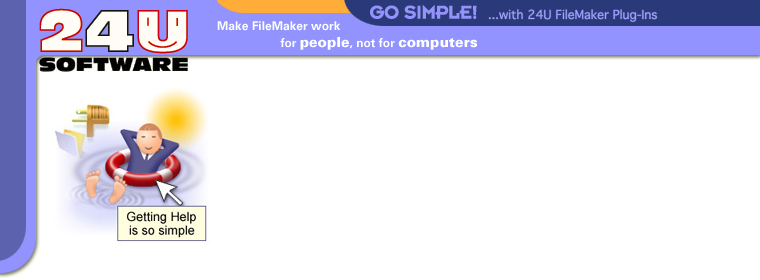 24U
SOFTWARE
GO SIMPLE! ...with 24U FileMaker Plug-Ins
Make FileMaker work
for people, not for computers
Getting Help
is so simple